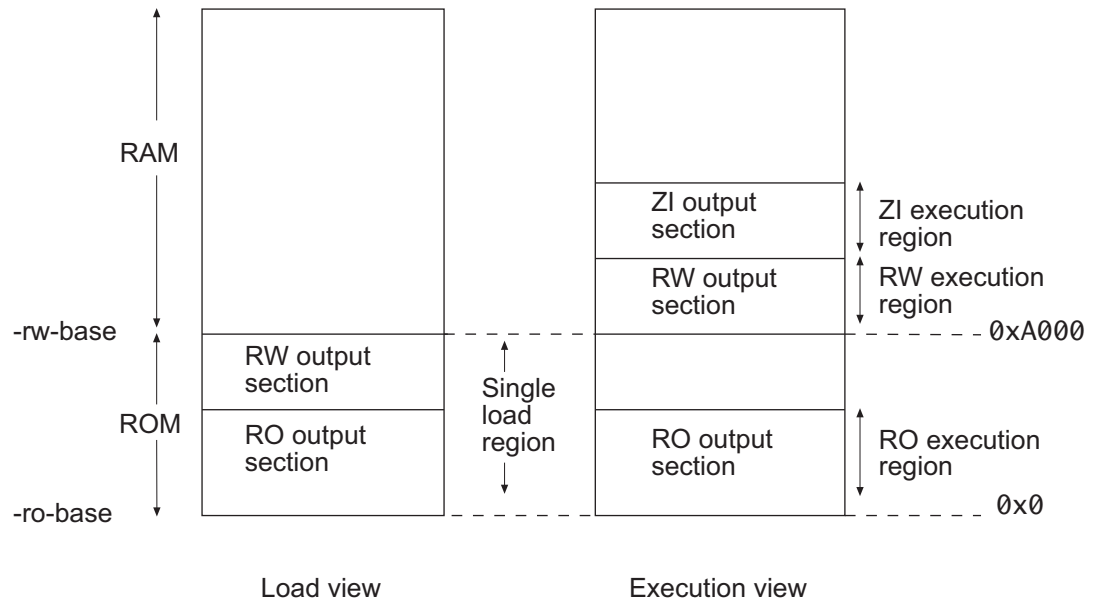 RAM
-rw-base
ROM
-ro-base
RW output
section
RO output
section
Load view
Single
load
region
ZI output
section
RW output
section
RO output
section
Execution view
ZI execution
region
RW execution
region
0xA000
RO execution
region
0x0